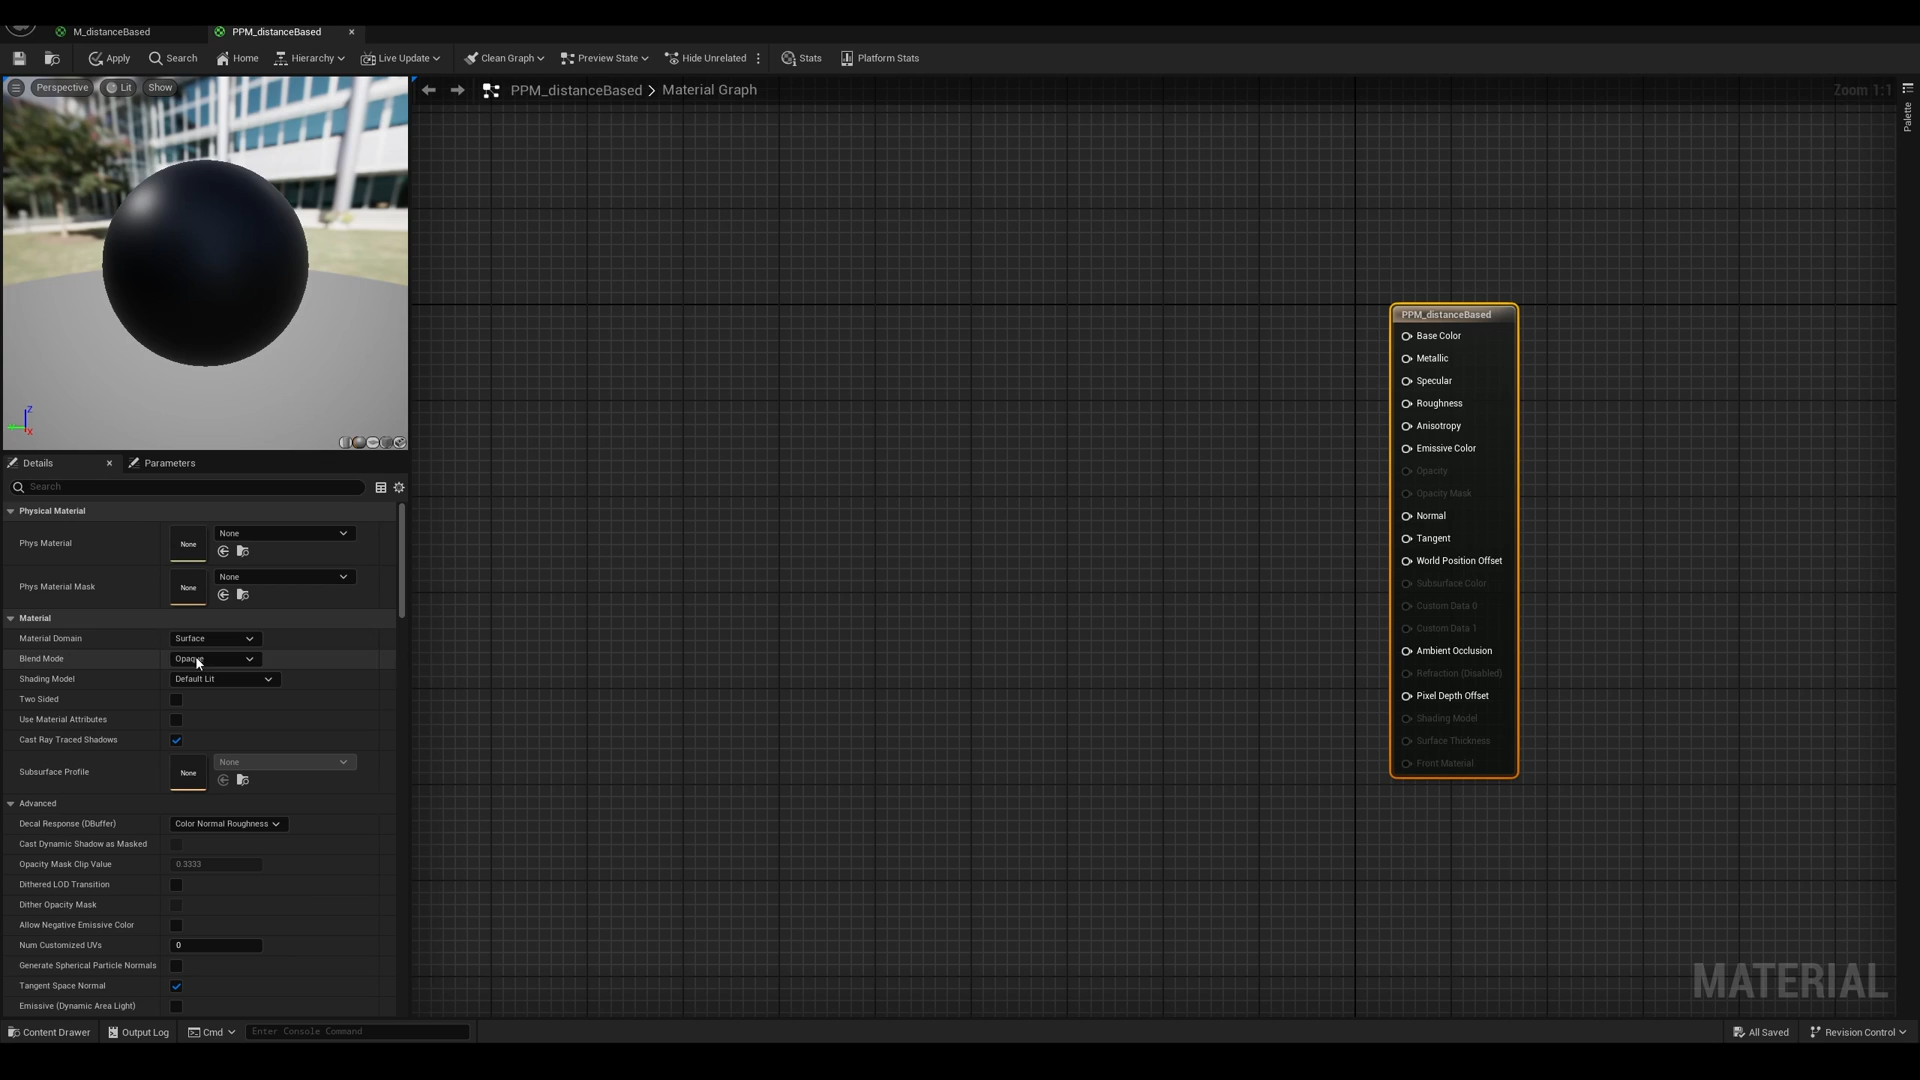 M_distanceBased
PPM_distanceBased
Apply
Search
Home
Hierarchy
Live Update
Clean Graph
Preview State
Hide Unrelated
Stats
Platform Stats
Perspective
Lit
Show
PPM_distanceBased > Material Graph
Zoom 1:1
Palette
Z
X
PPM_distanceBased
Base Color
Metallic
Specular
Roughness
Anisotropy
Emissive Color
Opacity
Opacity Mask
Normal
Tangent
World Position Offset
Subsurface Color
Custom Data 0
Custom Data 1
Ambient Occlusion
Refraction (Disabled)
Pixel Depth Offset
Shading Model
Surface Thickness
Front Material
Details
Parameters
Search
Physical Material
Phys Material
None
None
Phys Material Mask
None
None
Material
Material Domain
Surface
Blend Mode
Opaque
Shading Model
Default Lit
Two Sided
Use Material Attributes
Cast Ray Traced Shadows
Subsurface Profile
None
None
Advanced
Decal Response (DBuffer)
Color Normal Roughness
Cast Dynamic Shadow as Masked
Opacity Mask Clip Value
0.3333
Dithered LOD Transition
Dither Opacity Mask
Allow Negative Emissive Color
Num Customized UVs
0
Generate Spherical Particle Normals
Tangent Space Normal
Emissive (Dynamic Area Light)
MATERIAL
Content Drawer
Output Log
Cmd
Enter Console Command
All Saved
Revision Control